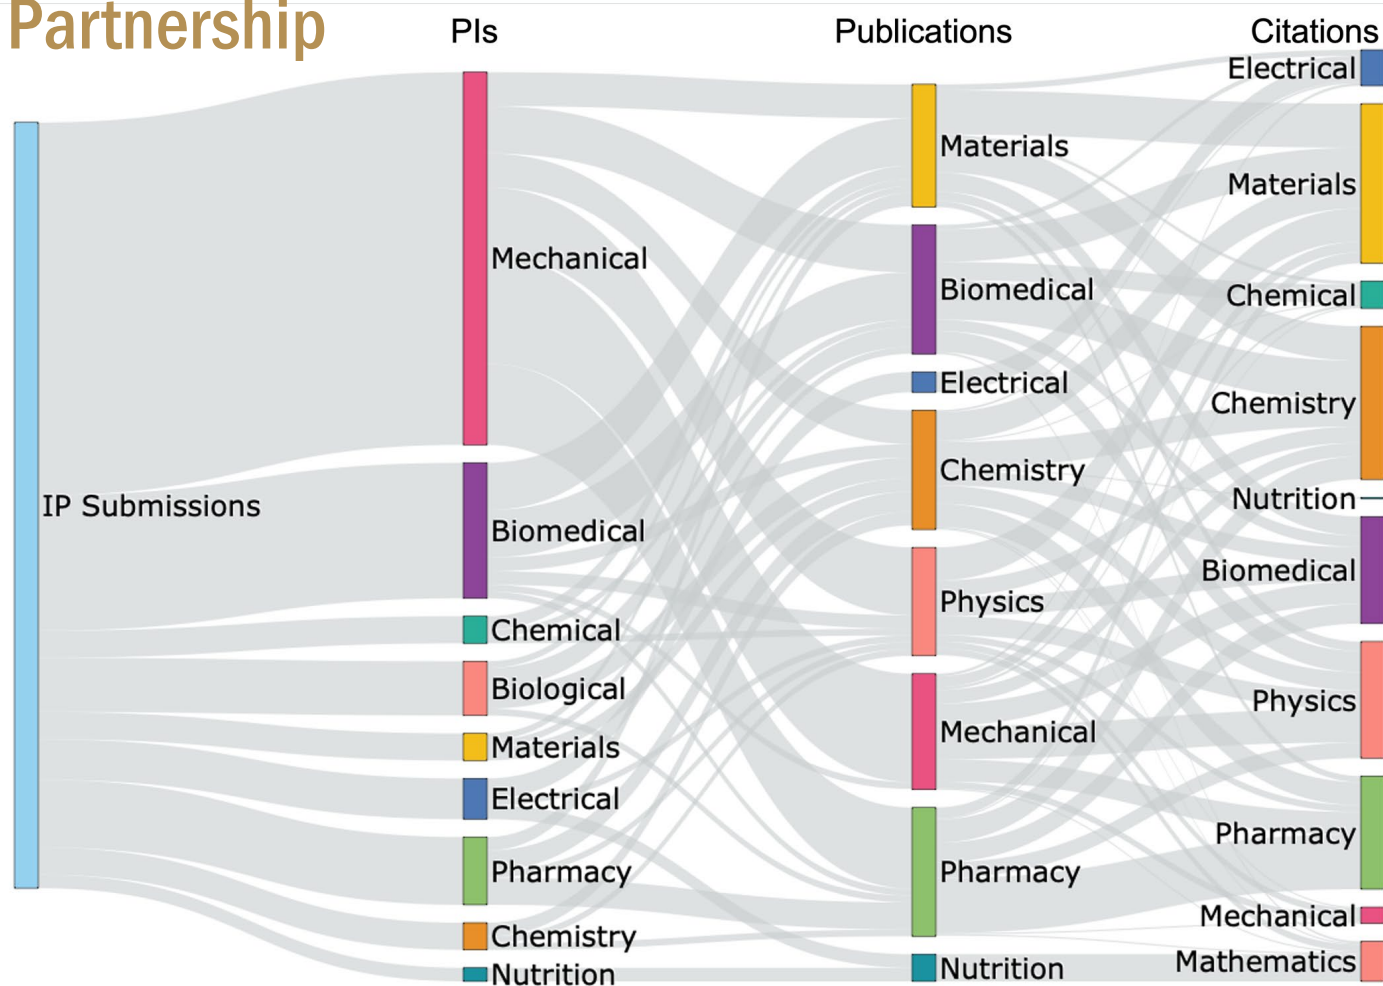 Partnership
PIs
Publications
Citations
IP Submissions
Mechanical
Biomedical
Chemical
Biological
Materials
Electrical
Pharmacy
Chemistry
Nutrition
Materials
Biomedical
Electrical
Chemistry
Physics
Mechanical
Pharmacy
Nutrition
Electrical
Materials
Chemical
Chemistry
Nutrition
Biomedical
Physics
Pharmacy
Mechanical
Mathematics